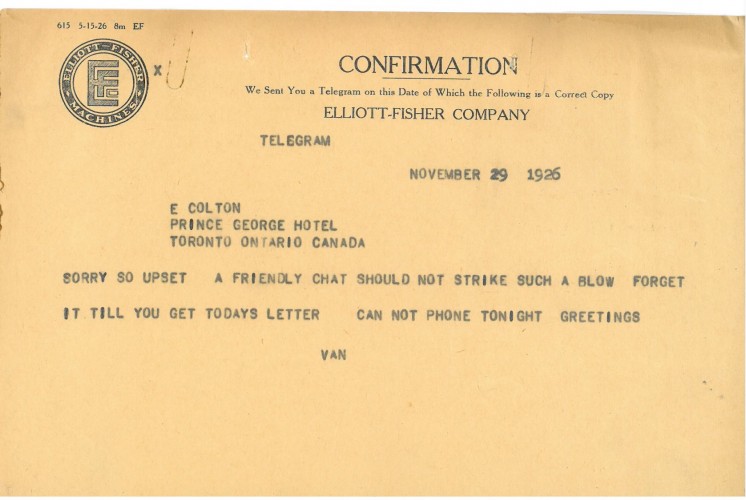 615 5-15-26 8m EF
ELLIOTT-FISHER
EF
MACHINES
X
CONFIRMATION
We Sent You a Telegram on this Date of Which the Following is a Correct Copy
ELLIOTT-FISHER COMPANY
TELEGRAM
NOVEMBER 29 1926
E COLTON
PRINCE GEORGE HOTEL
TORONTO ONTARIO CANADA
SORRY SO UPSET A FRIENDLY CHAT SHOULD NOT STRIKE SUCH A BLOW FORGET
IT TILL YOU GET TODAYS LETTER CAN NOT PHONE TONIGHT GREETINGS
VAN